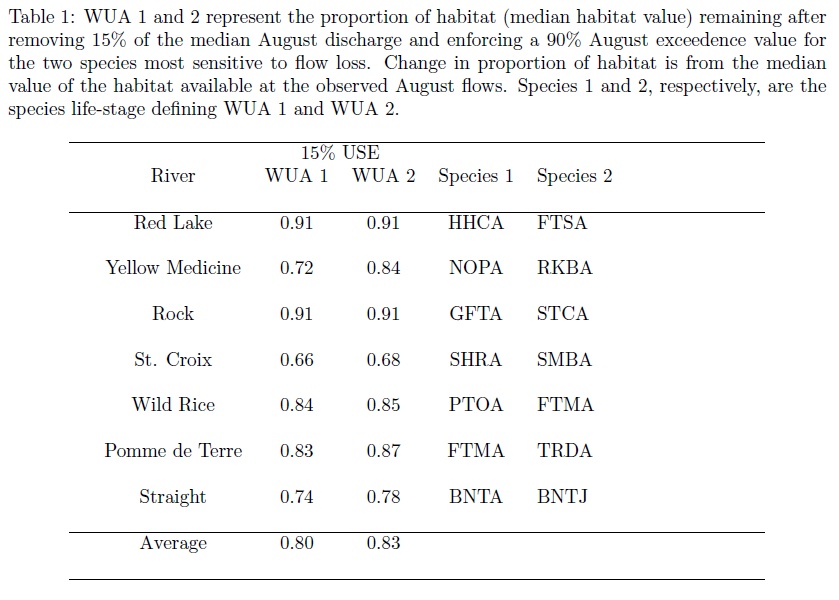 Table 1: WUA 1 and 2 represent the proportion of habitat (median habitat value) remaining after
removing 15% of the median August discharge and enforcing a 90% August exceedence value for
the two species most sensitive to flow loss. Change in proportion of habitat is from the median
value of the habitat available at the observed August flows. Species 1 and 2, respectively, are the
species life-stage defining WUA 1 and WUA 2.
15% USE
River WUA 1 WUA 2 Species 1 Species 2
Red Lake 0.91 0.91 HHCA FTSA
Yellow Medicine 0.72 0.84 NOPA RKBA
Rock 0.91 0.91 GFTA STCA
St. Croix 0.66 0.68 SHRA SMBA
Wild Rice 0.84 0.85 PTOA FTMA
Pomme de Terre 0.83 0.87 FTMA TRDA
Straight 0.74 0.78 BNTA BNTJ
Average 0.80 0.83